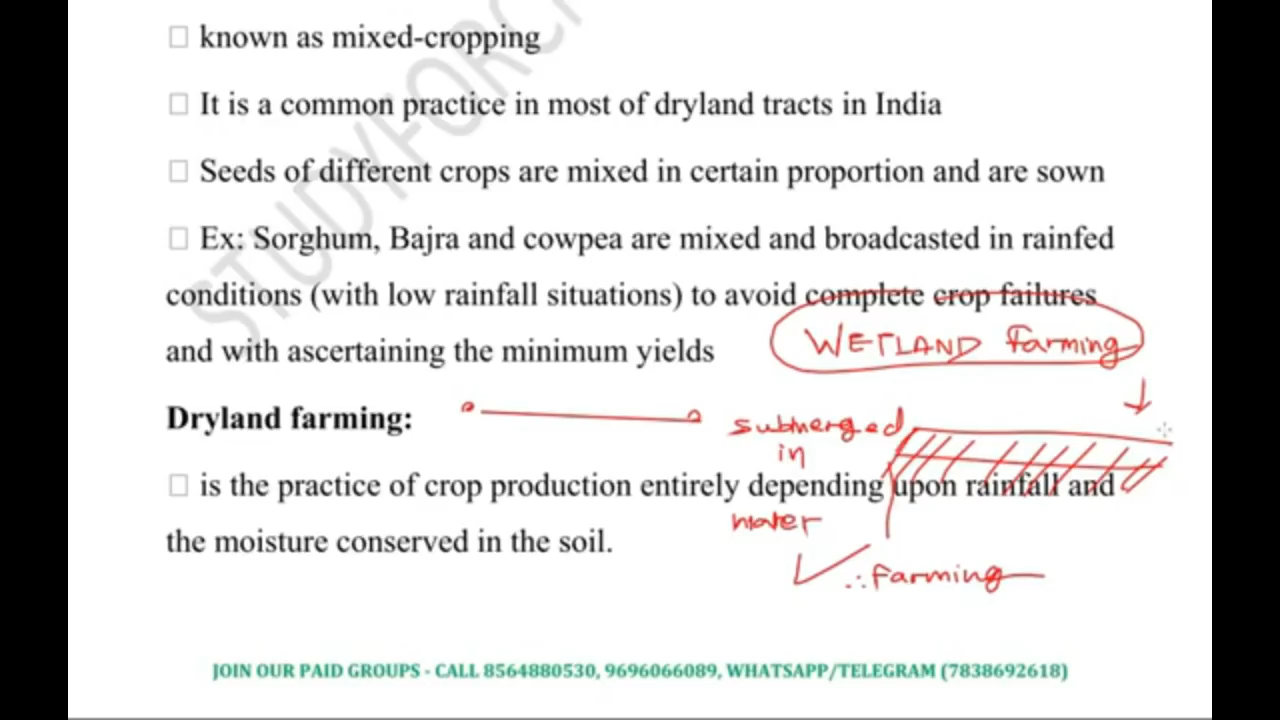 known as mixed-cropping
It is a common practice in most of dryland tracts in India
Seeds of different crops are mixed in certain proportion and are sown
Ex: Sorghum, Bajra and cowpea are mixed and broadcasted in rainfed
conditions (with low rainfall situations) to avoid complete crop failures
and with ascertaining the minimum yields
WETLAND farming
Dryland farming:
submerged
in
is the practice of crop production entirely depending upon rainfall and
water
the moisture conserved in the soil.
∴ farming
JOIN OUR PAID GROUPS - CALL 8564880530, 9696066089, WHATSAPP/TELEGRAM (7838692618)
STUDYFORC